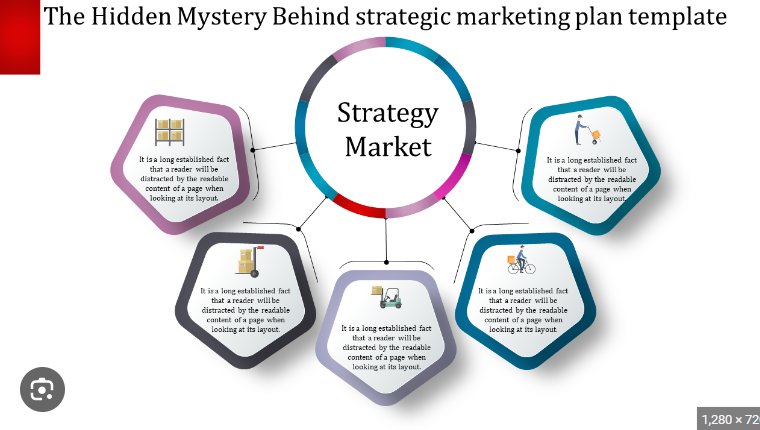 The Hidden Mystery Behind strategic marketing plan template
Strategy
Market
It is a long established fact
that a reader will be
distracted by the readable
content of a page when
looking at its layout.
It is a long established fact
that a reader will be
distracted by the readable
content of a page when
looking at its layout.
It is a long established fact
that a reader will be
distracted by the readable
content of a page when
looking at its layout.
It is a long established fact
that a reader will be
distracted by the readable
content of a page when
looking at its layout.
It is a long established fact
that a reader will be
distracted by the readable
content of a page when
looking at its layout.
1,280 × 72